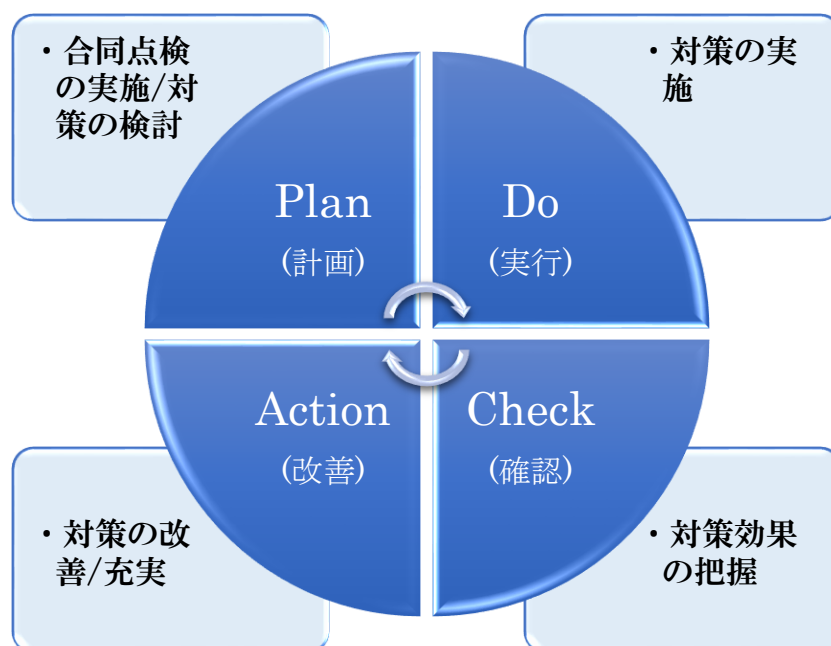 ・合同点検
の実施/対
策の検討
・対策の実
施
Plan
(計画)
Do
(実行)
Action
(改善)
Check
(確認)
・対策の改
善/充実
・対策効果
の把握